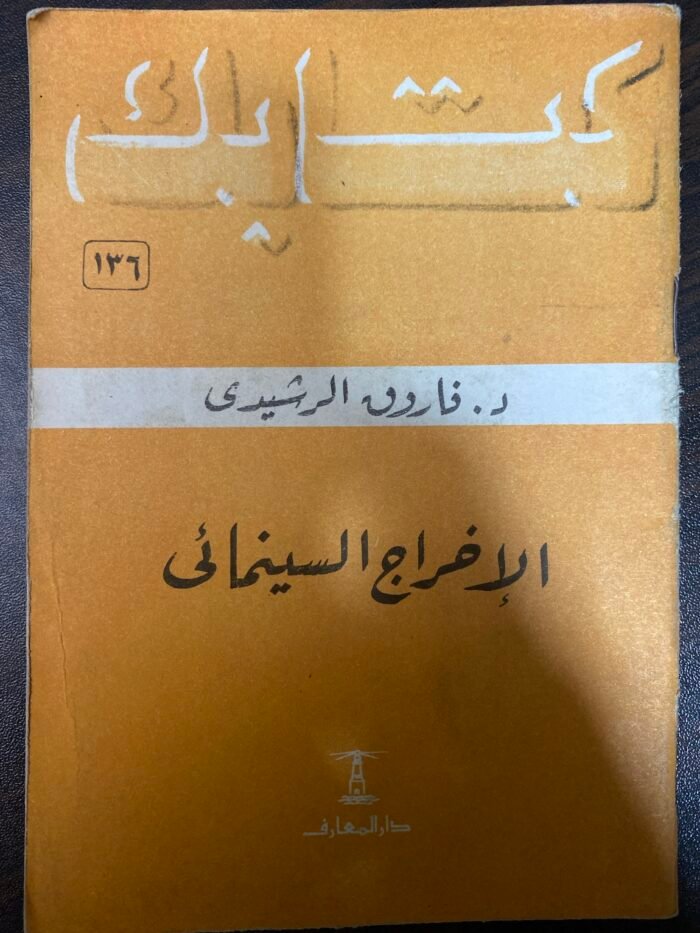 كتابك
١٣٦
د. فاروق الرشيدى
الإخراج السينمائى
دار المعارف